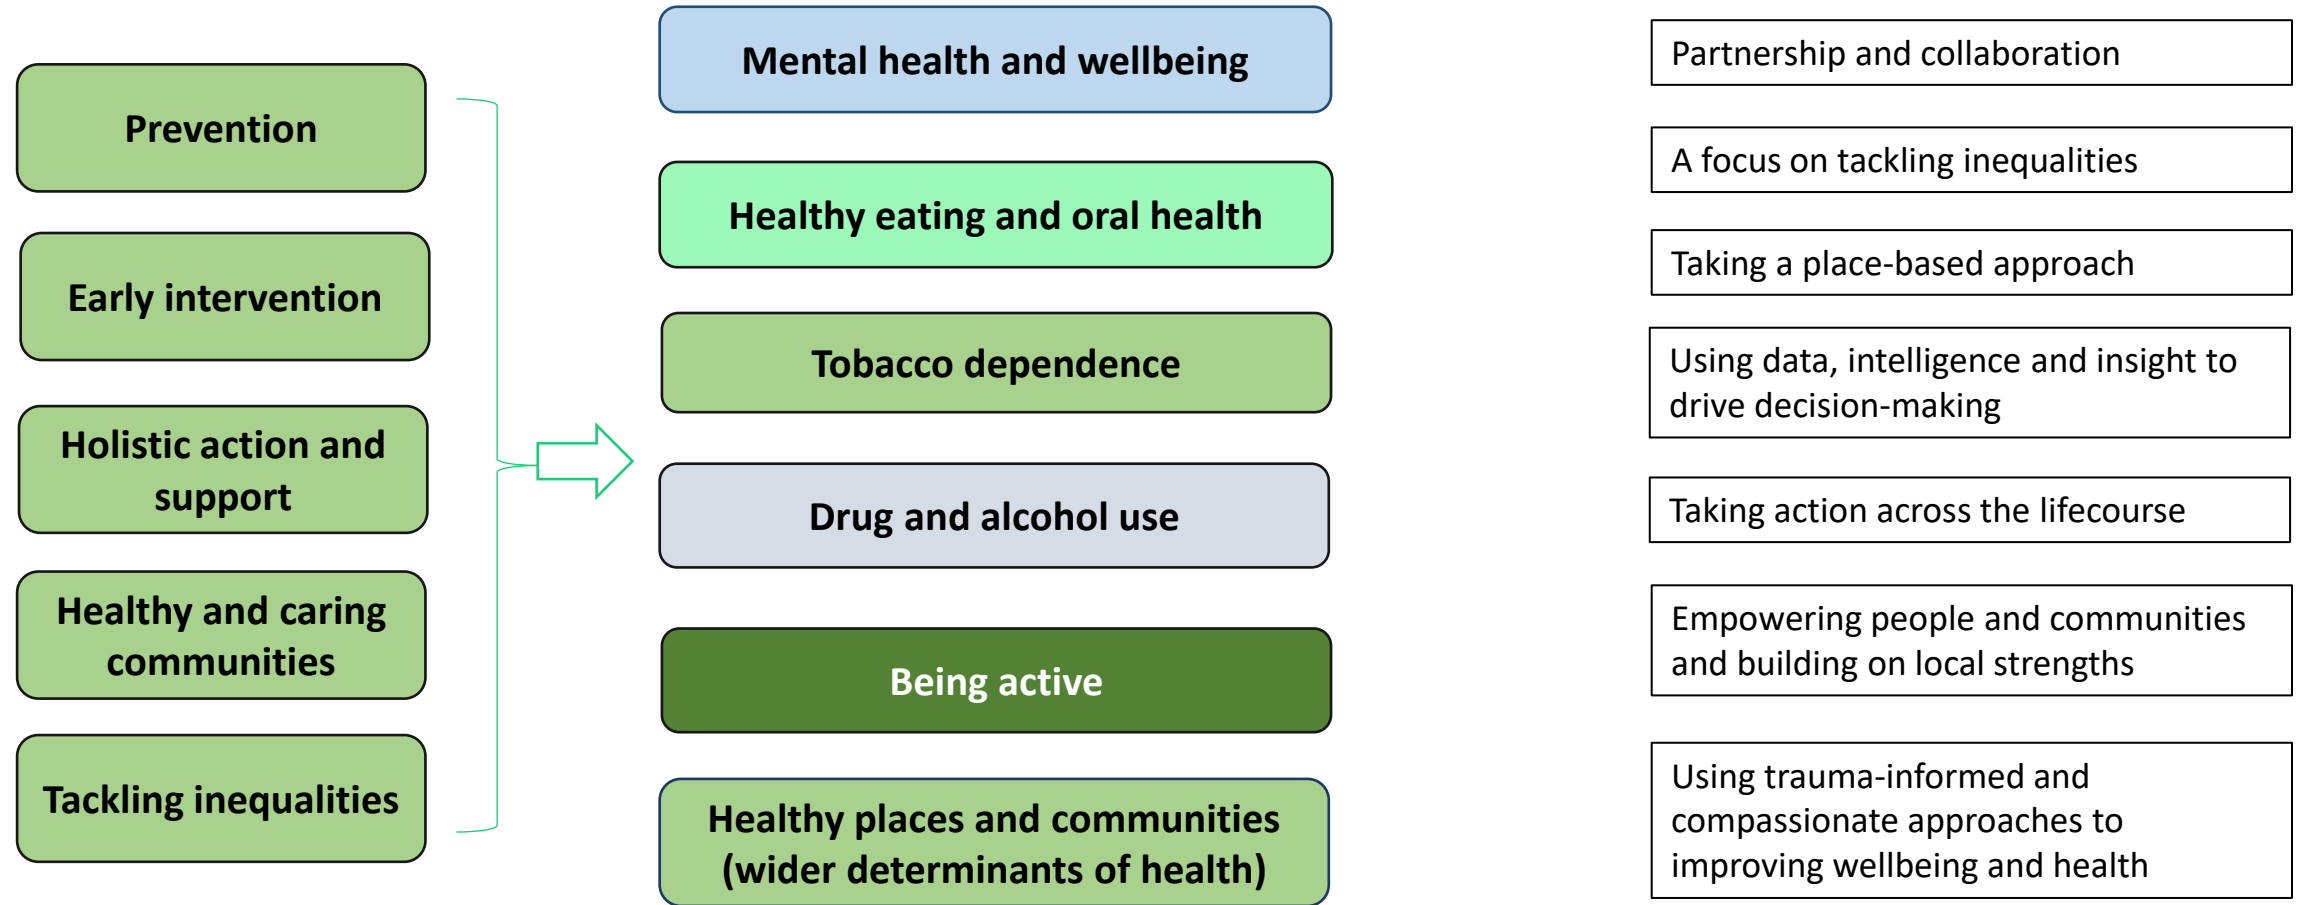 Prevention
Early intervention
Holistic action and
support
Healthy and caring
communities
Tackling inequalities
Mental health and wellbeing
Healthy eating and oral health
Tobacco dependence
Drug and alcohol use
Being active
Healthy places and communities
(wider determinants of health)
Partnership and collaboration
A focus on tackling inequalities
Taking a place-based approach
Using data, intelligence and insight to
drive decision-making
Taking action across the lifecourse
Empowering people and communities
and building on local strengths
Using trauma-informed and
compassionate approaches to
improving wellbeing and health